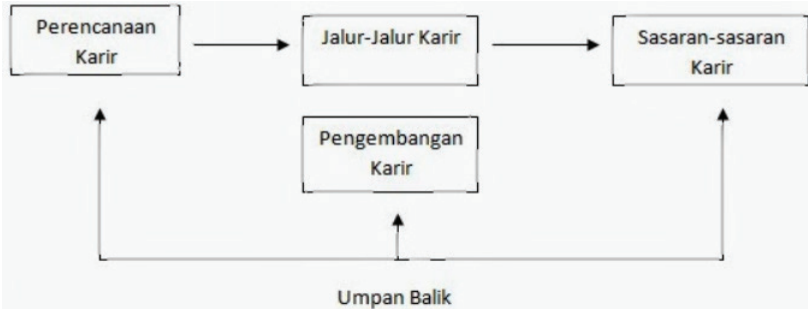 Perencanaan
Karir
Jalur-Jalur Karir
Sasaran-sasaran
Karir
Pengembangan
Karir
Umpan Balik